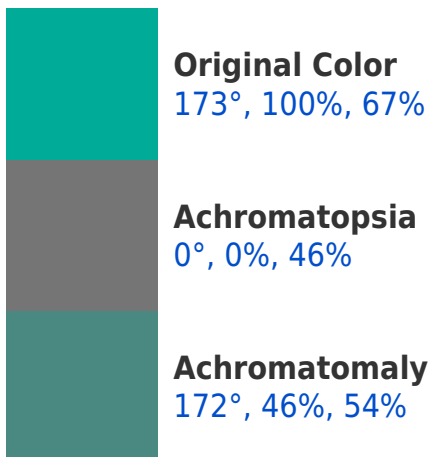 Original Color
173°, 100%, 67%
Achromatopsia
0°, 0%, 46%
Achromatomaly
172°, 46%, 54%